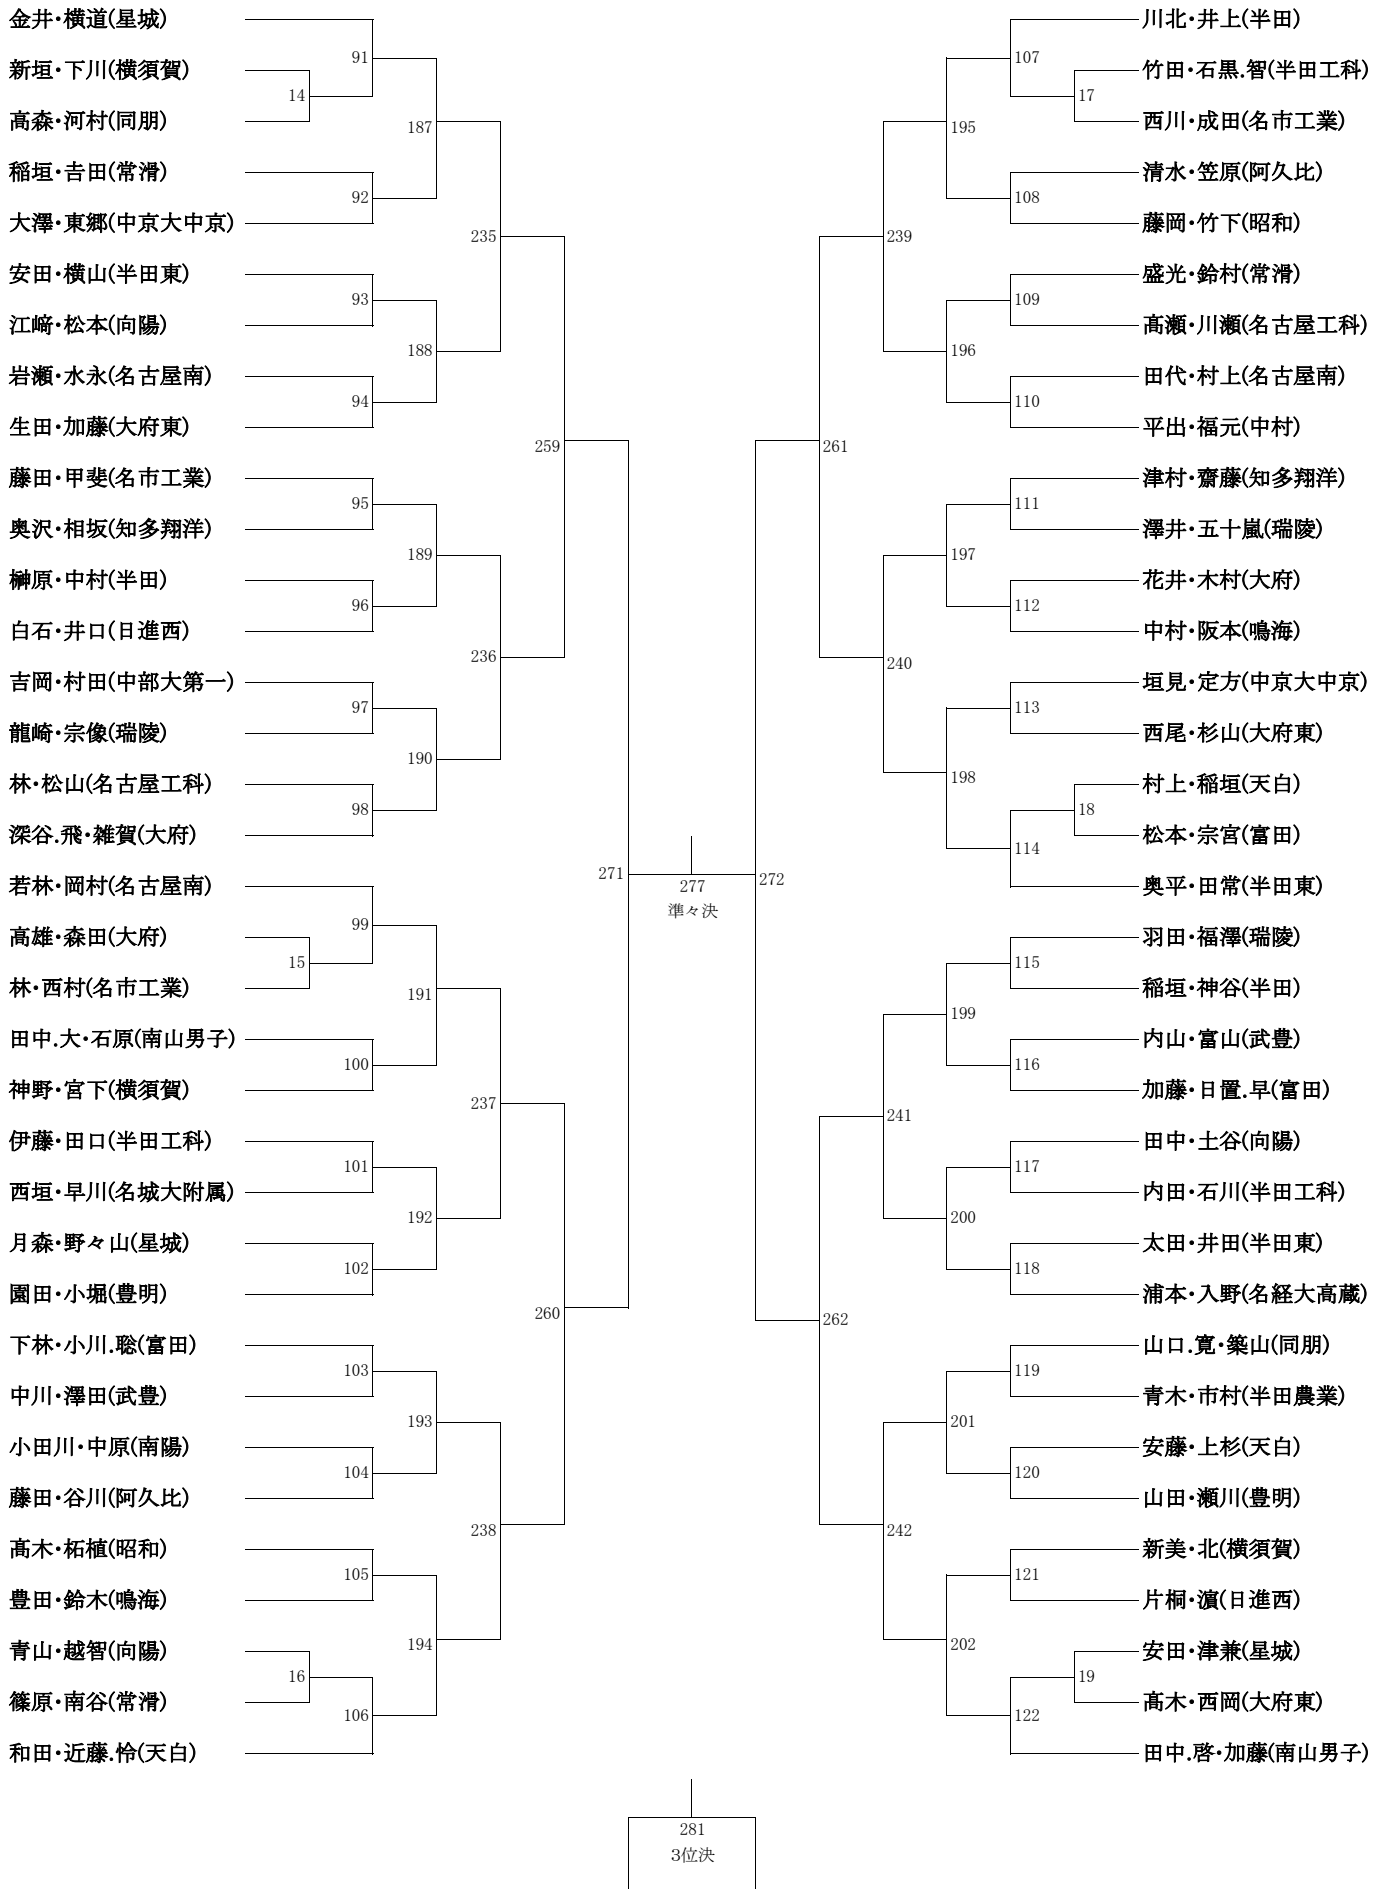 金井・横道(星城)
新垣・下川(横須賀)
髙森・河村(同朋)
稲垣・𠮷田(常滑)
大澤・東郷(中京大中京)
安田・横山(半田東)
江﨑・松本(向陽)
岩瀬・水永(名古屋南)
生田・加藤(大府東)
藤田・甲斐(名市工業)
奥沢・相坂(知多翔洋)
榊原・中村(半田)
白石・井口(日進西)
吉岡・村田(中部大第一)
龍崎・宗像(瑞陵)
林・松山(名古屋工科)
深谷.飛・雑賀(大府)
若林・岡村(名古屋南)
高雄・森田(大府)
林・西村(名市工業)
田中.大・石原(南山男子)
神野・宮下(横須賀)
伊藤・田口(半田工科)
西垣・早川(名城大附属)
月森・野々山(星城)
園田・小堀(豊明)
下林・小川.聡(富田)
中川・澤田(武豊)
小田川・中原(南陽)
藤田・谷川(阿久比)
髙木・柘植(昭和)
豊田・鈴木(鳴海)
青山・越智(向陽)
篠原・南谷(常滑)
和田・近藤.怜(天白)
14
15
16
91
92
93
94
95
96
97
98
99
100
101
102
103
104
105
106
187
188
189
190
191
192
193
194
235
236
237
238
259
260
271
277
準々決
272
261
262
239
240
241
242
195
196
197
198
199
200
201
202
107
108
109
110
111
112
113
114
115
116
117
118
119
120
121
122
17
18
19
川北・井上(半田)
竹田・石黒.智(半田工科)
西川・成田(名市工業)
清水・笠原(阿久比)
藤岡・竹下(昭和)
盛光・鈴村(常滑)
髙瀬・川瀬(名古屋工科)
田代・村上(名古屋南)
平出・福元(中村)
津村・齋藤(知多翔洋)
澤井・五十嵐(瑞陵)
花井・木村(大府)
中村・阪本(鳴海)
垣見・定方(中京大中京)
西尾・杉山(大府東)
村上・稲垣(天白)
松本・宗宮(富田)
奥平・田常(半田東)
羽田・福澤(瑞陵)
稲垣・神谷(半田)
内山・富山(武豊)
加藤・日置.早(富田)
田中・土谷(向陽)
内田・石川(半田工科)
太田・井田(半田東)
浦本・入野(名経大高蔵)
山口.寛・築山(同朋)
青木・市村(半田農業)
安藤・上杉(天白)
山田・瀬川(豊明)
新美・北(横須賀)
片桐・濵(日進西)
安田・津兼(星城)
髙木・西岡(大府東)
田中.啓・加藤(南山男子)
281
3位決